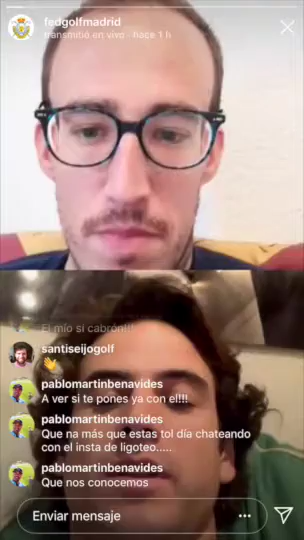 fedgolfmadrid
transmitió en vivo · hace 1 h
El mío si cabrón!!!
santiseijogolf
👋
pablomartinbenavides
A ver si te pones ya con el!!!
pablomartinbenavides
Que na más que estas tol día chateando
con el insta de ligoteo.....
pablomartinbenavides
Que nos conocemos
Enviar mensaje